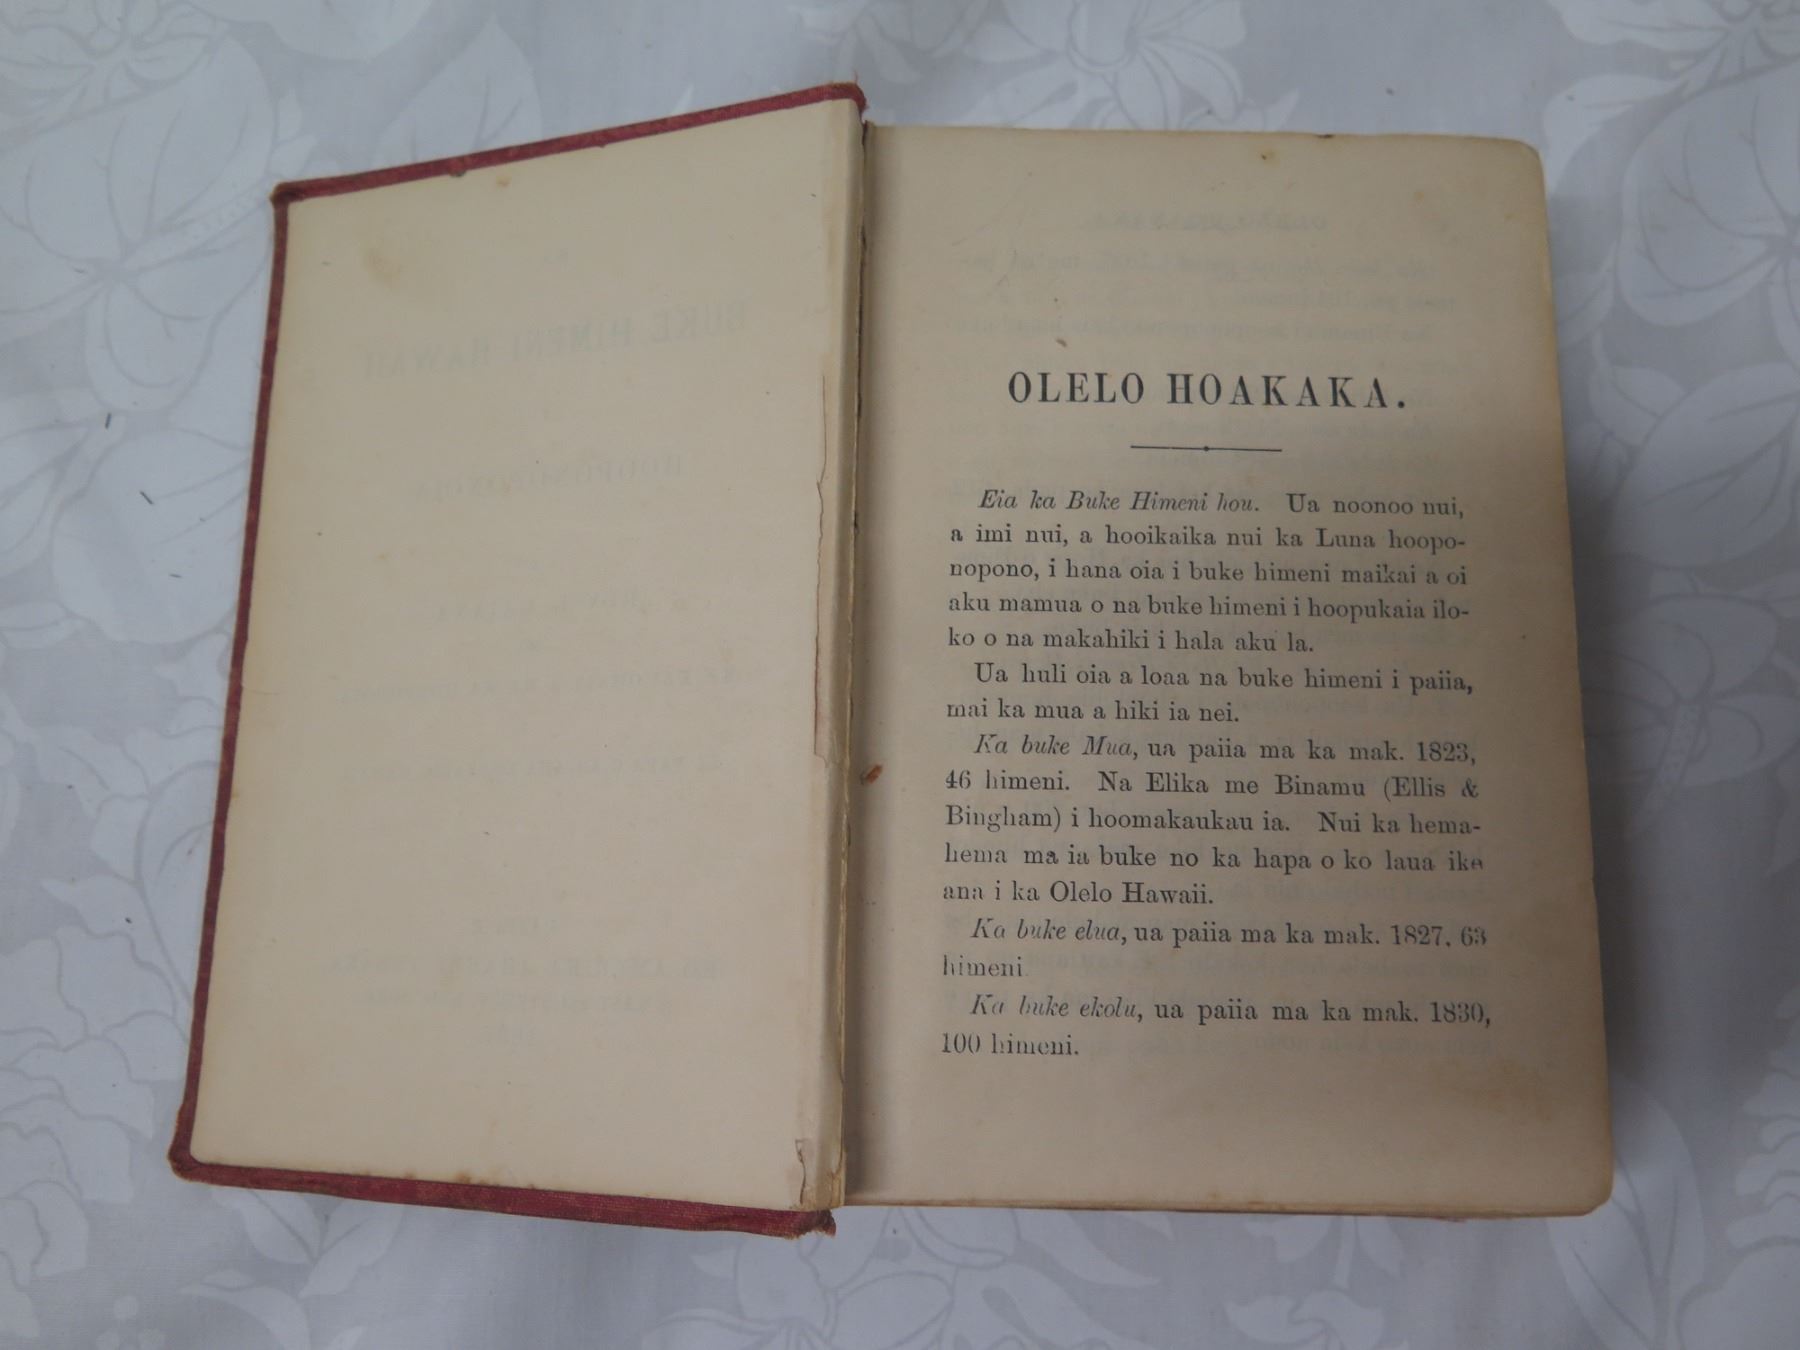 OLELO HOAKAKA.
Eia ka Buke Himeni hou. Ua noonoo nui,
a imi nui, a hooikaika nui ka Luna hoopo-
nopono, i hana oia i buke himeni maikai a oi
aku mamua o na buke himeni i hoopukaia ilo-
ko o na makahiki i hala aku la.
Ua huli oia a loaa na buke himeni i paiia,
mai ka mua a hiki ia nei.
Ka buke Mua, ua paiia ma ka mak. 1823,
46 himeni. Na Elika me Binamu (Ellis &
Bingham) i hoomakaukau ia. Nui ka hema-
hema ma ia buke no ka hapa o ko laua ike
ana i ka Olelo Hawaii.
Ka buke elua, ua paiia ma ka mak. 1827. 63
himeni.
Ka buke ekolu, ua paiia ma ka mak. 1830,
100 himeni.